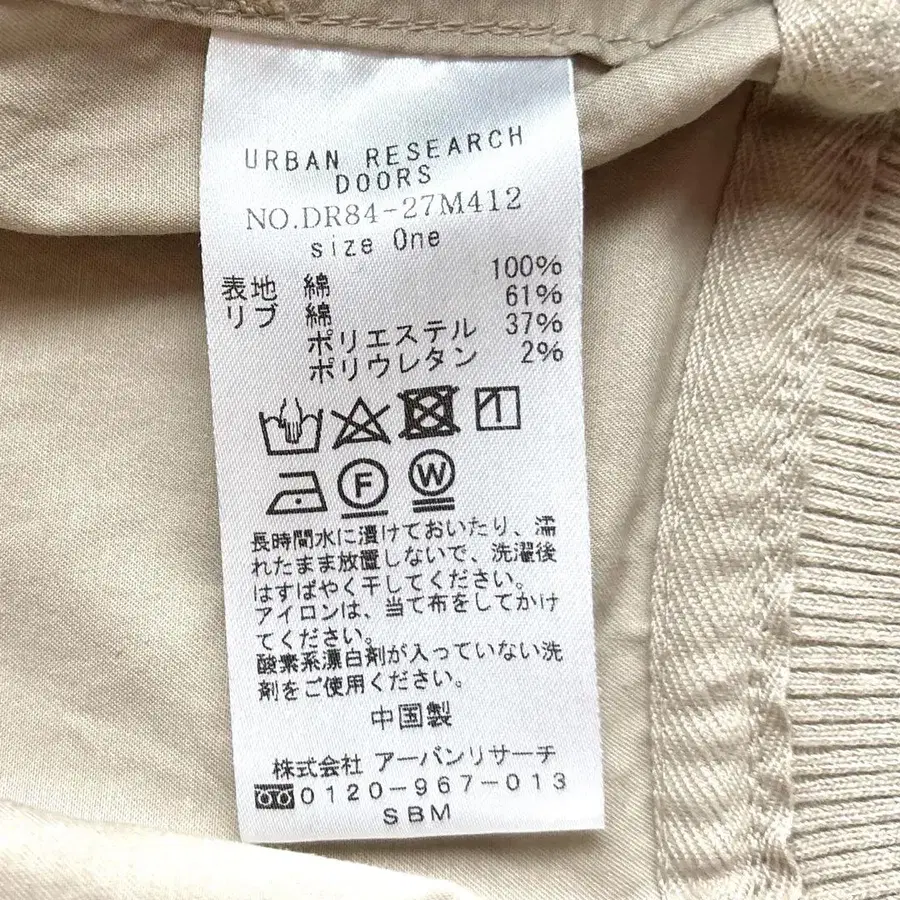 URBAN RESEARCH
DOORS
NO.DR84-27M412
size One
表地 綿 100%
リブ 綿 61%
ポリエステル 37%
ポリウレタン 2%
F W
長時間水に漬けておいたり、濡
れたまま放置しないで、洗濯後
はすばやく干してください。
アイロンは、当て布をしてかけ
てください。
酸素系漂白剤が入っていない洗
剤をご使用ください。
中国製
株式会社 アーバンリサーチ
0120-967-013
SBM